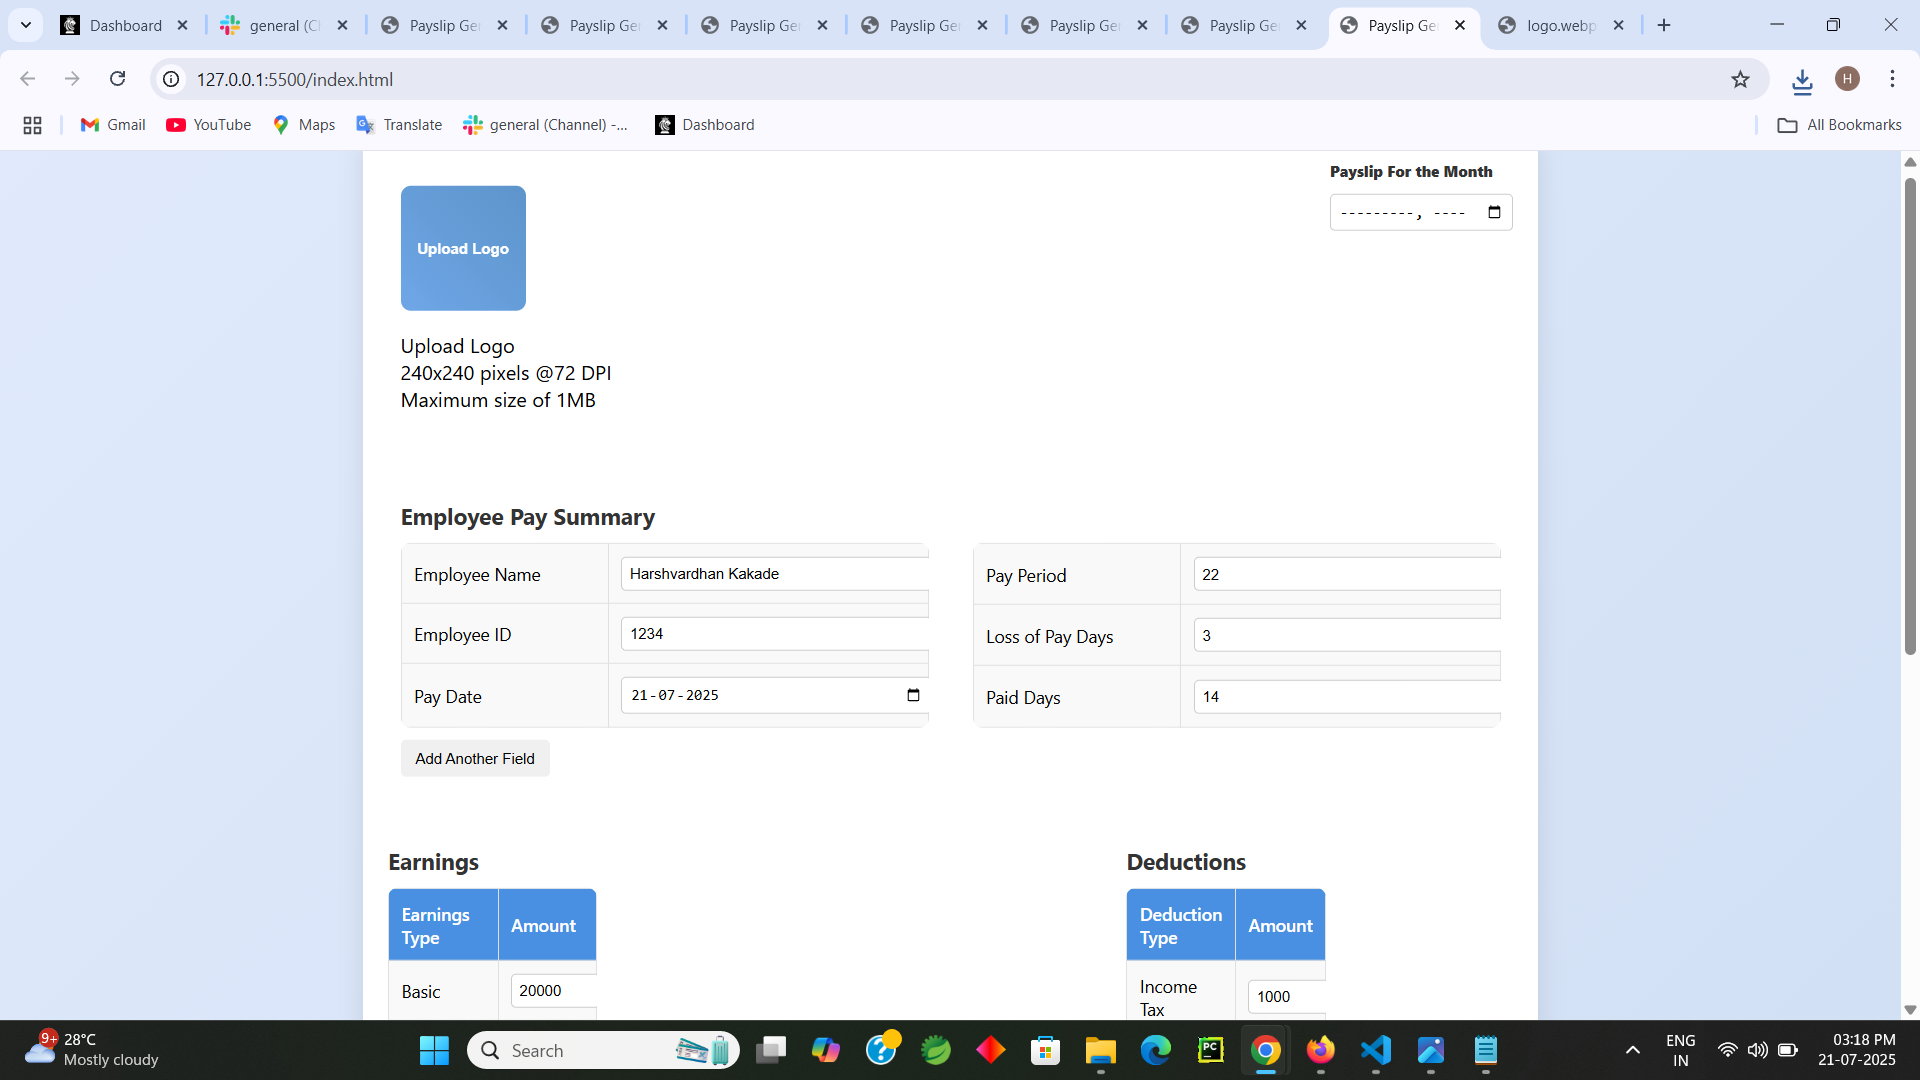 Dashboard
general (C
Payslip Ge
Payslip Ge
Payslip Ge
Payslip Ge
Payslip Ge
Payslip Ge
Payslip Ge
logo.webp
127.0.0.1:5500/index.html
H
Gmail
YouTube
Maps
Translate
general (Channel) -...
Dashboard
All Bookmarks
Payslip For the Month
---------, ----
Upload Logo
Upload Logo
240x240 pixels @72 DPI
Maximum size of 1MB
Employee Pay Summary
Employee Name Harshvardhan Kakade
Employee ID 1234
Pay Date 21-07-2025
Pay Period 22
Loss of Pay Days 3
Paid Days 14
Add Another Field
Earnings
Earnings Type Amount
Basic 20000
Deductions
Deduction Type Amount
Income Tax 1000
9+
28°C
Mostly cloudy
Search
PC
ENG
IN
03:18 PM
21-07-2025